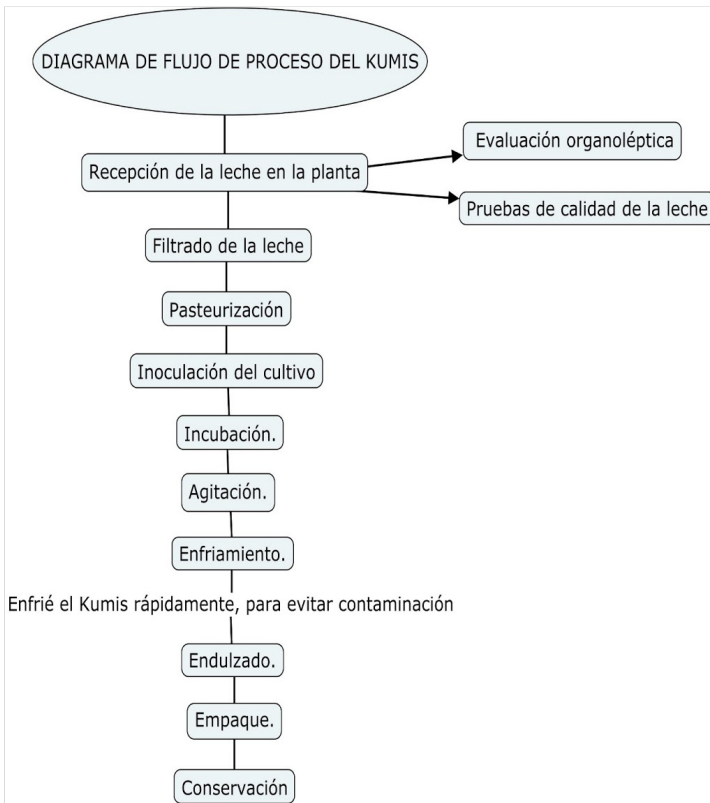 DIAGRAMA DE FLUJO DE PROCESO DEL KUMIS
Recepción de la leche en la planta
Evaluación organoléptica
Pruebas de calidad de la leche
Filtrado de la leche
Pasteurización
Inoculación del cultivo
Incubación.
Agitación.
Enfriamiento.
Enfrié el Kumis rápidamente, para evitar contaminación
Endulzado.
Empaque.
Conservación